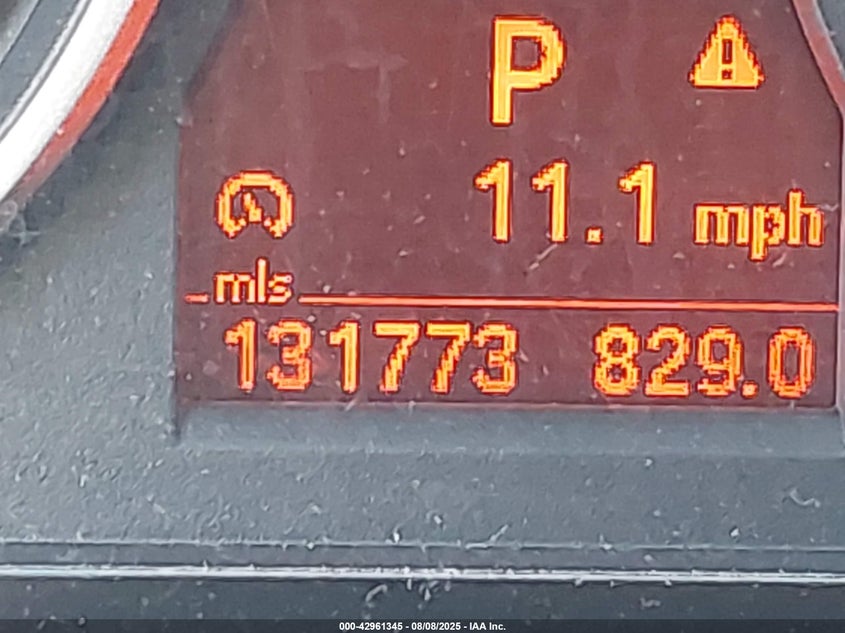 P
11.1 mph
mls
131773 829.0
000-42961345 - 08/08/2025 - IAA Inc.